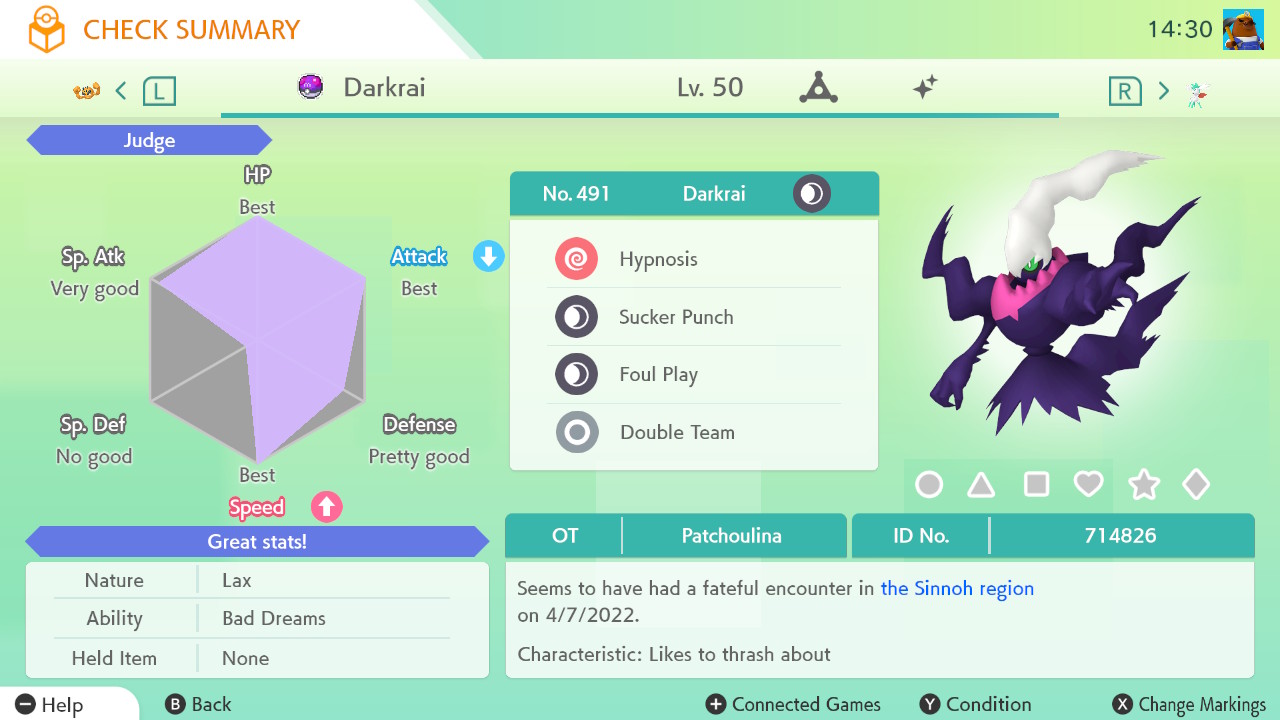 CHECK SUMMARY
14:30
L
Darkrai
Lv. 50
R
Judge
HP
Best
Sp. Atk
Very good
Attack
Best
Sp. Def
No good
Defense
Pretty good
Best
Speed
Great stats!
Nature Lax
Ability Bad Dreams
Held Item None
No. 491 Darkrai
Hypnosis
Sucker Punch
Foul Play
Double Team
OT Patchoulina ID No. 714826
Seems to have had a fateful encounter in the Sinnoh region
on 4/7/2022.
Characteristic: Likes to thrash about
Help
B Back
Connected Games
Y Condition
X Change Markings